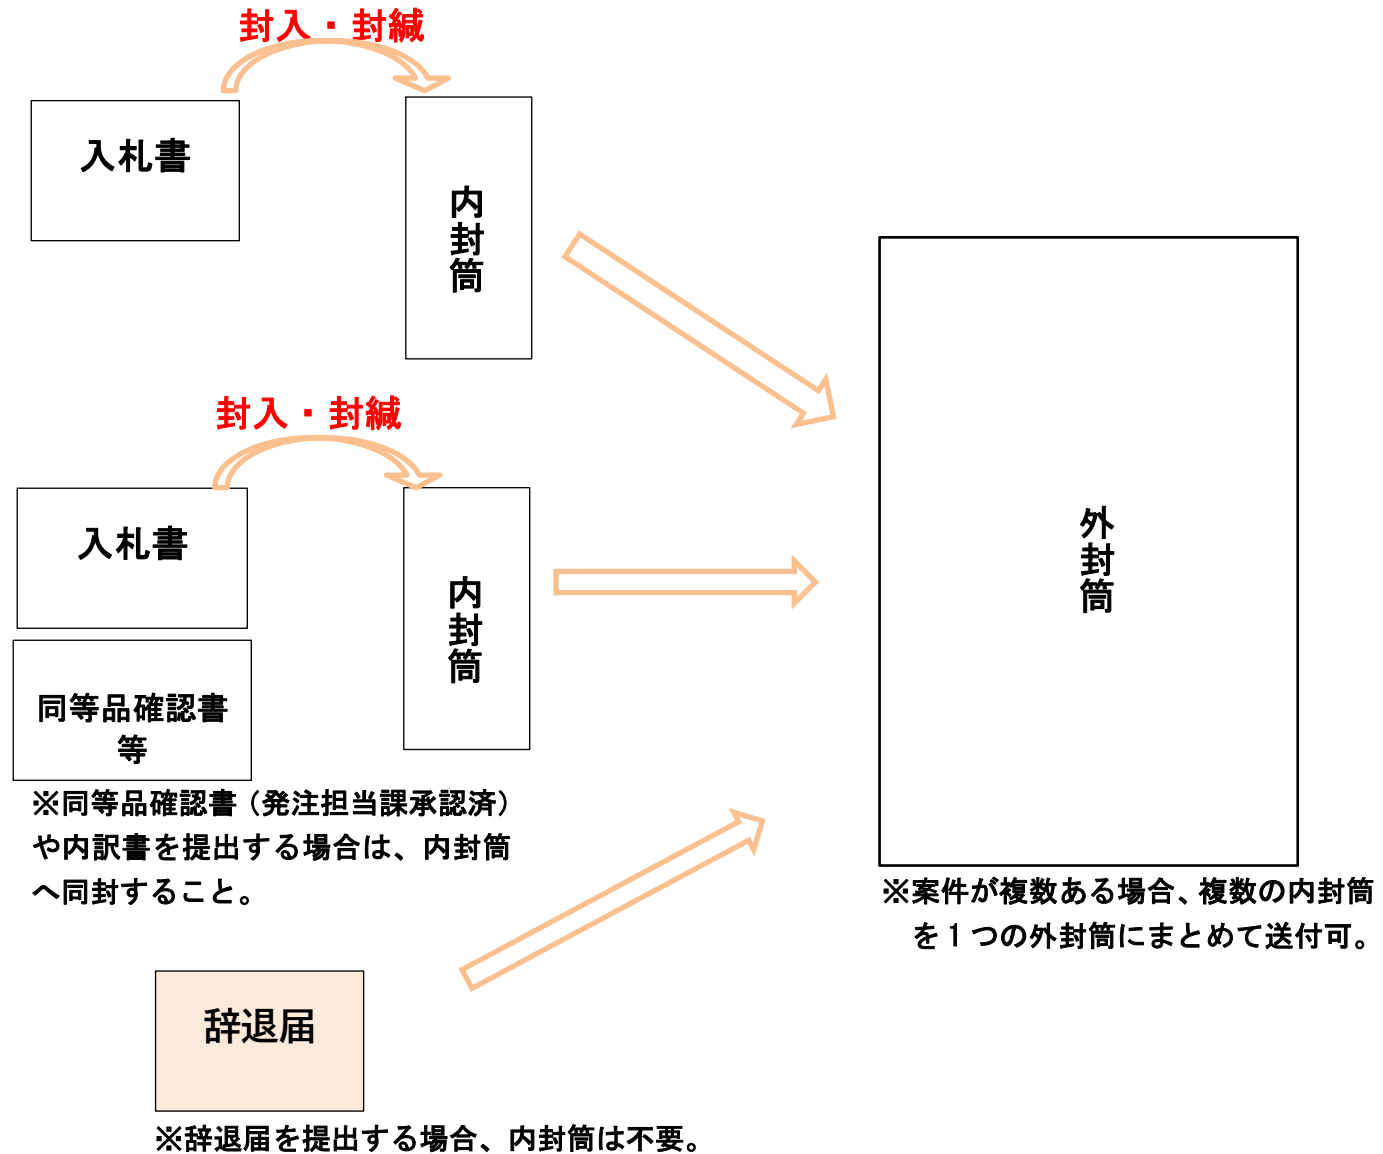 封入・封緘
入札書
内封筒
封入・封緘
入札書
内封筒
同等品確認書
等
※同等品確認書（発注担当課承認済）
や内訳書を提出する場合は、内封筒
へ同封すること。
外封筒
※案件が複数ある場合、複数の内封筒
を１つの外封筒にまとめて送付可。
辞退届
※辞退届を提出する場合、内封筒は不要。